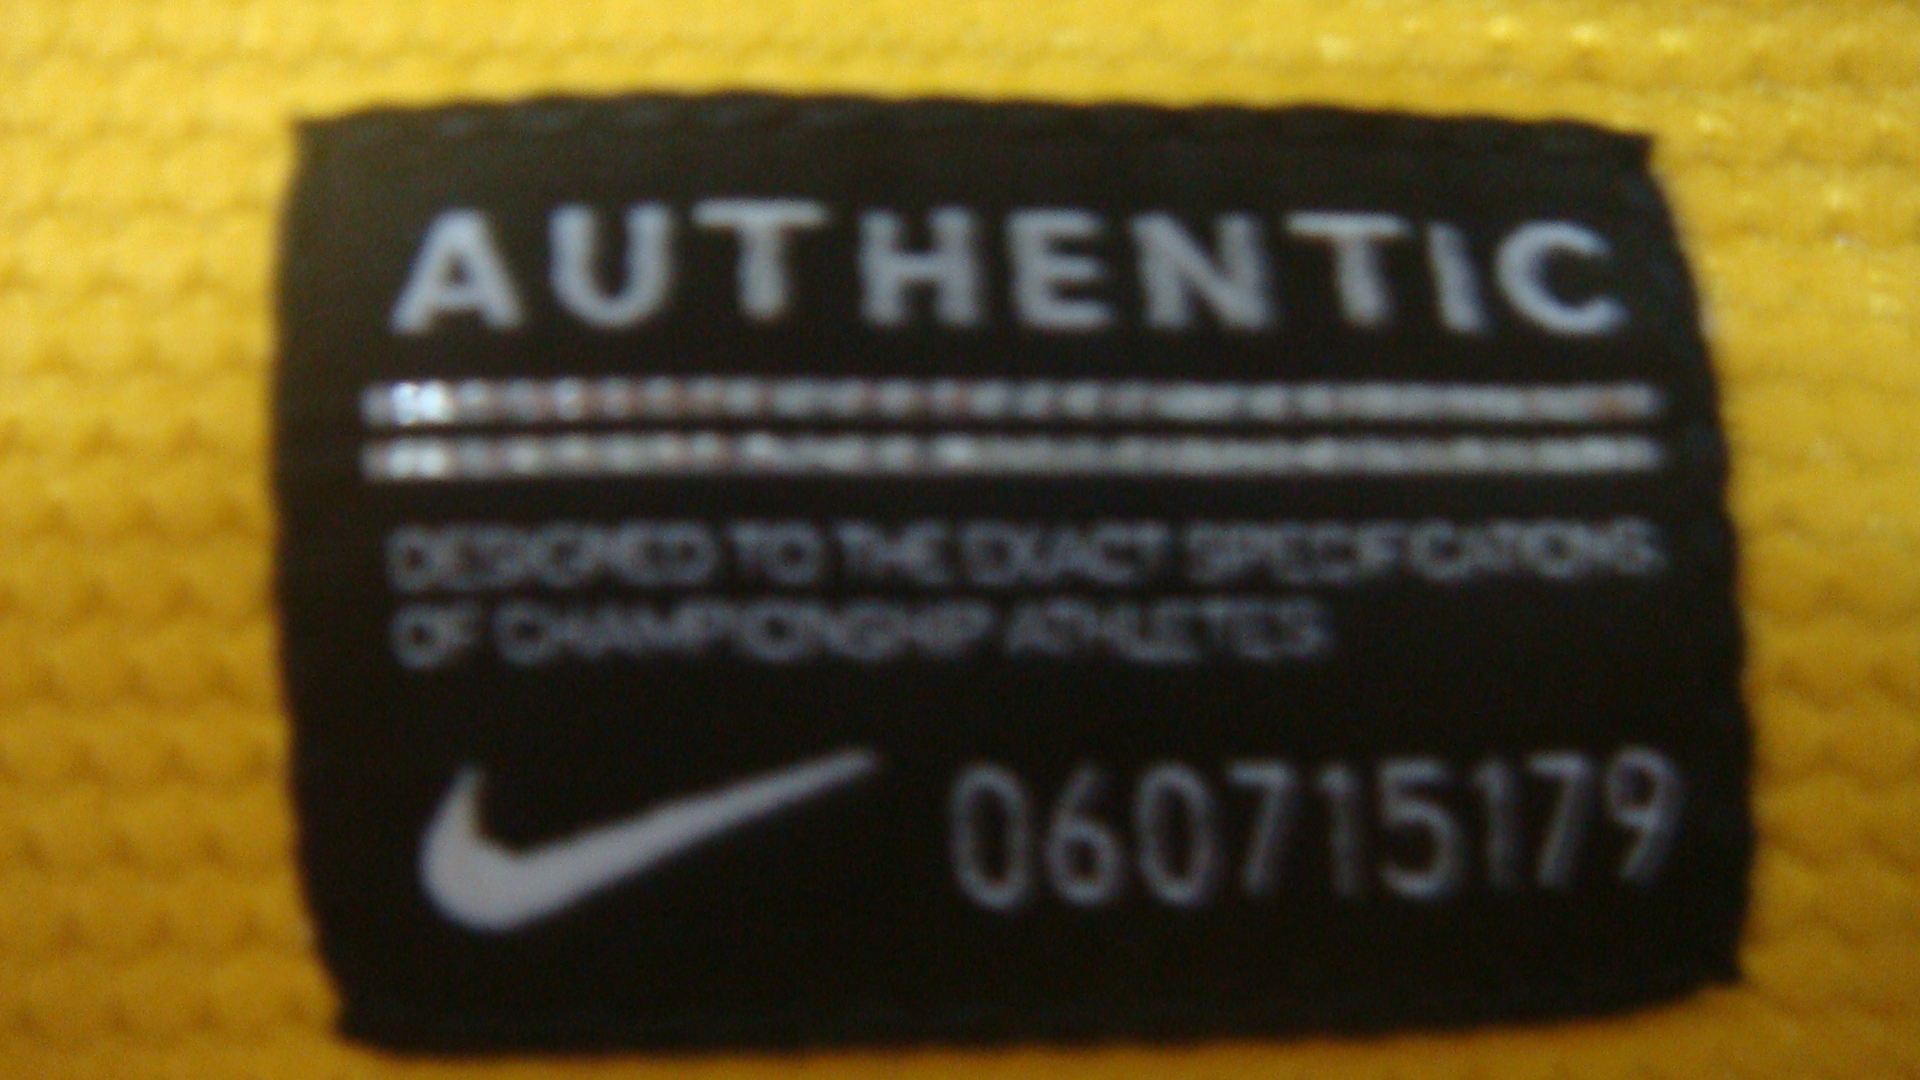 AUTHENTIC
DESIGNED TO THE EXACT SPECIFICATIONS
OF CHAMPIONSHIP ATHLETES.
060715179